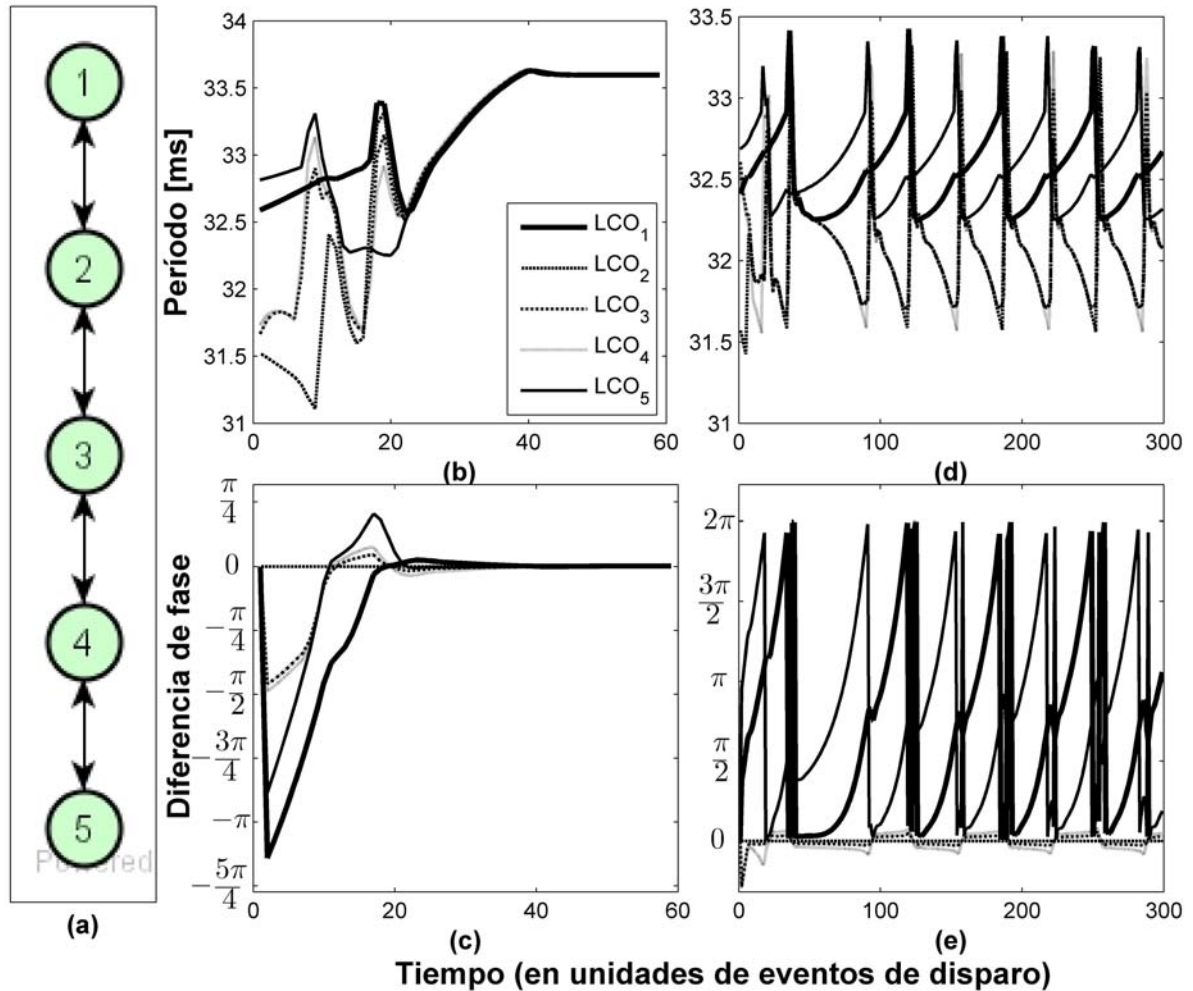 1
2
3
4
5
Powered
(a)
Período [ms]
34
33.5
33
32.5
32
31.5
31
0
20
40
60
(b)
LCO1
LCO2
LCO3
LCO4
LCO5
33.5
33
32.5
32
31.5
31
0
100
200
300
(d)
Diferencia de fase
π/4
0
−π/4
−π/2
−3π/4
−π
−5π/4
0
20
40
60
(c)
2π
3π/2
π
π/2
0
0
100
200
300
(e)
Tiempo (en unidades de eventos de disparo)